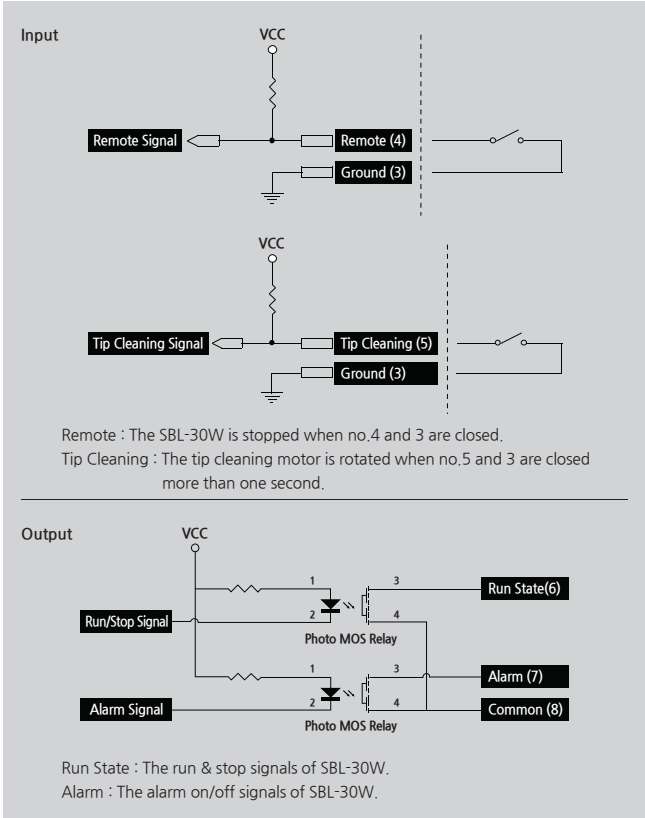 Input
VCC
Remote Signal
Remote (4)
Ground (3)
VCC
Tip Cleaning Signal
Tip Cleaning (5)
Ground (3)
Remote : The SBL-30W is stopped when no.4 and 3 are closed.
Tip Cleaning : The tip cleaning motor is rotated when no.5 and 3 are closed
more than one second.
Output
VCC
1
3
Run State(6)
Run/Stop Signal
2
4
Photo MOS Relay
1
3
Alarm (7)
Alarm Signal
2
4
Common (8)
Photo MOS Relay
Run State : The run & stop signals of SBL-30W.
Alarm : The alarm on/off signals of SBL-30W.